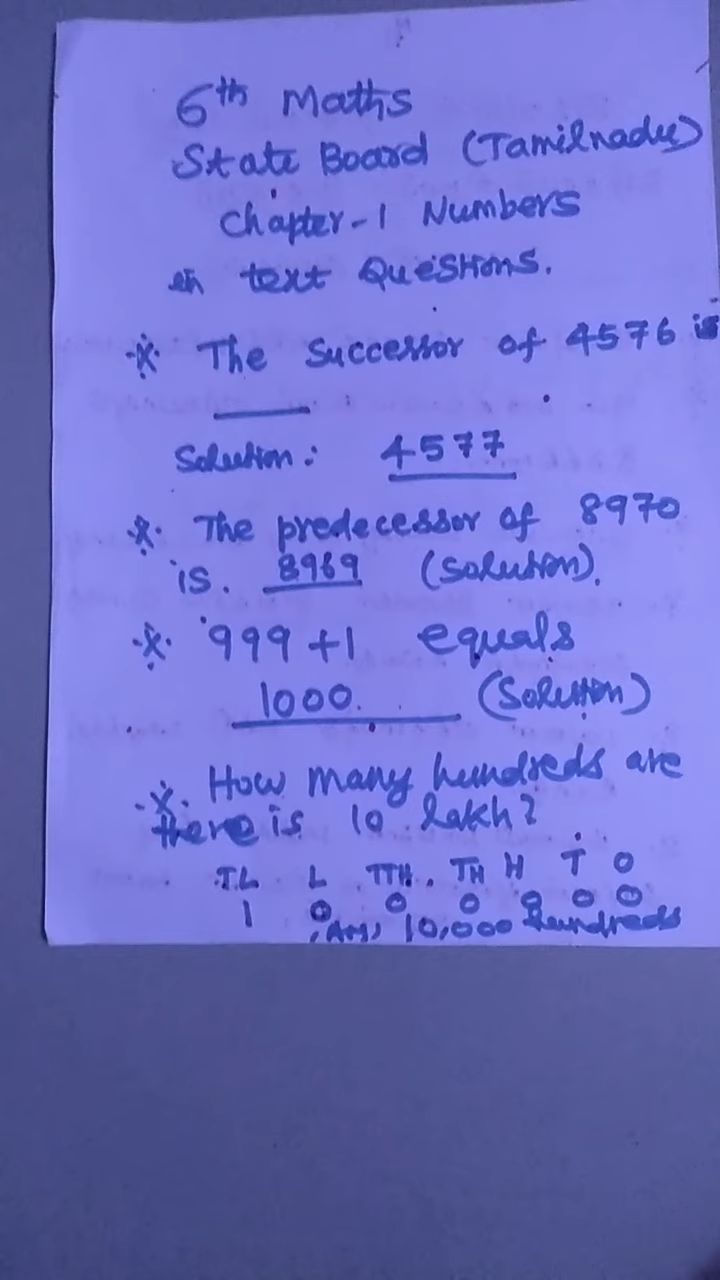 6th Maths
State Board (Tamilnadu)
Chapter-1 Numbers
in text Questions.
※ The Successor of 4576 is
______
Solution: 4577
※. The predecessor of 8970
is. 8969 (Solution).
※. 999+1 equals
1000. (Solution)
※. How many hundreds are
there is 10 lakh?
T.L L TTH. TH H T O
1 0 0 0 0 0 0
Ans, 10,000 Hundreds